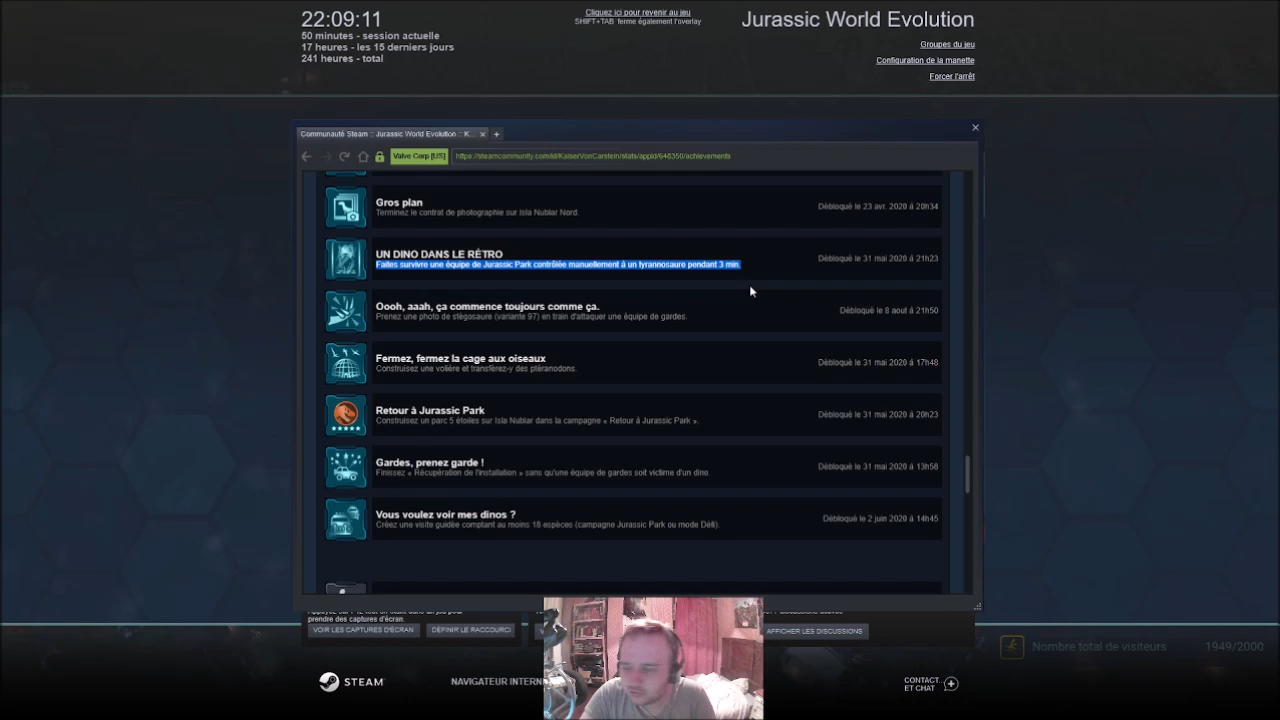 22:09:11
50 minutes - session actuelle
17 heures - les 15 derniers jours
241 heures - total
Cliquez ici pour revenir au jeu
SHIFT+TAB ferme également l'overlay
Jurassic World Evolution
Groupes du jeu
Configuration de la manette
Forcer l'arrêt
Communauté Steam :: Jurassic World Evolution :: K...
Valve Corp [US]
https://steamcommunity.com/id/KaiserVonCarstein/stats/appid/648350/achievements
Gros plan
Terminez le contrat de photographie sur Isla Nublar Nord.
Débloqué le 23 avr. 2020 à 20h34
UN DINO DANS LE RÉTRO
Faites survivre une équipe de Jurassic Park contrôlée manuellement à un tyrannosaure pendant 3 min.
Débloqué le 31 mai 2020 à 21h23
Oooh, aaah, ça commence toujours comme ça.
Prenez une photo de stégosaure (variante 97) en train d'attaquer une équipe de gardes.
Débloqué le 8 aout à 21h50
Fermez, fermez la cage aux oiseaux
Construisez une volière et transférez-y des ptéranodons.
Débloqué le 31 mai 2020 à 17h48
Retour à Jurassic Park
Construisez un parc 5 étoiles sur Isla Nublar dans la campagne « Retour à Jurassic Park ».
Débloqué le 31 mai 2020 à 20h23
Gardes, prenez garde !
Finissez « Récupération de l'installation » sans qu'une équipe de gardes soit victime d'un dino.
Débloqué le 31 mai 2020 à 13h58
Vous voulez voir mes dinos ?
Créez une visite guidée comptant au moins 18 espèces (campagne Jurassic Park ou mode Défi).
Débloqué le 2 juin 2020 à 14h45
prendre des captures d'écran.
VOIR LES CAPTURES D'ÉCRAN
DÉFINIR LE RACCOURCI
AFFICHER LES DISCUSSIONS
Nombre total de visiteurs
1949/2000
STEAM
NAVIGATEUR INTERN
CONTACT
ET CHAT